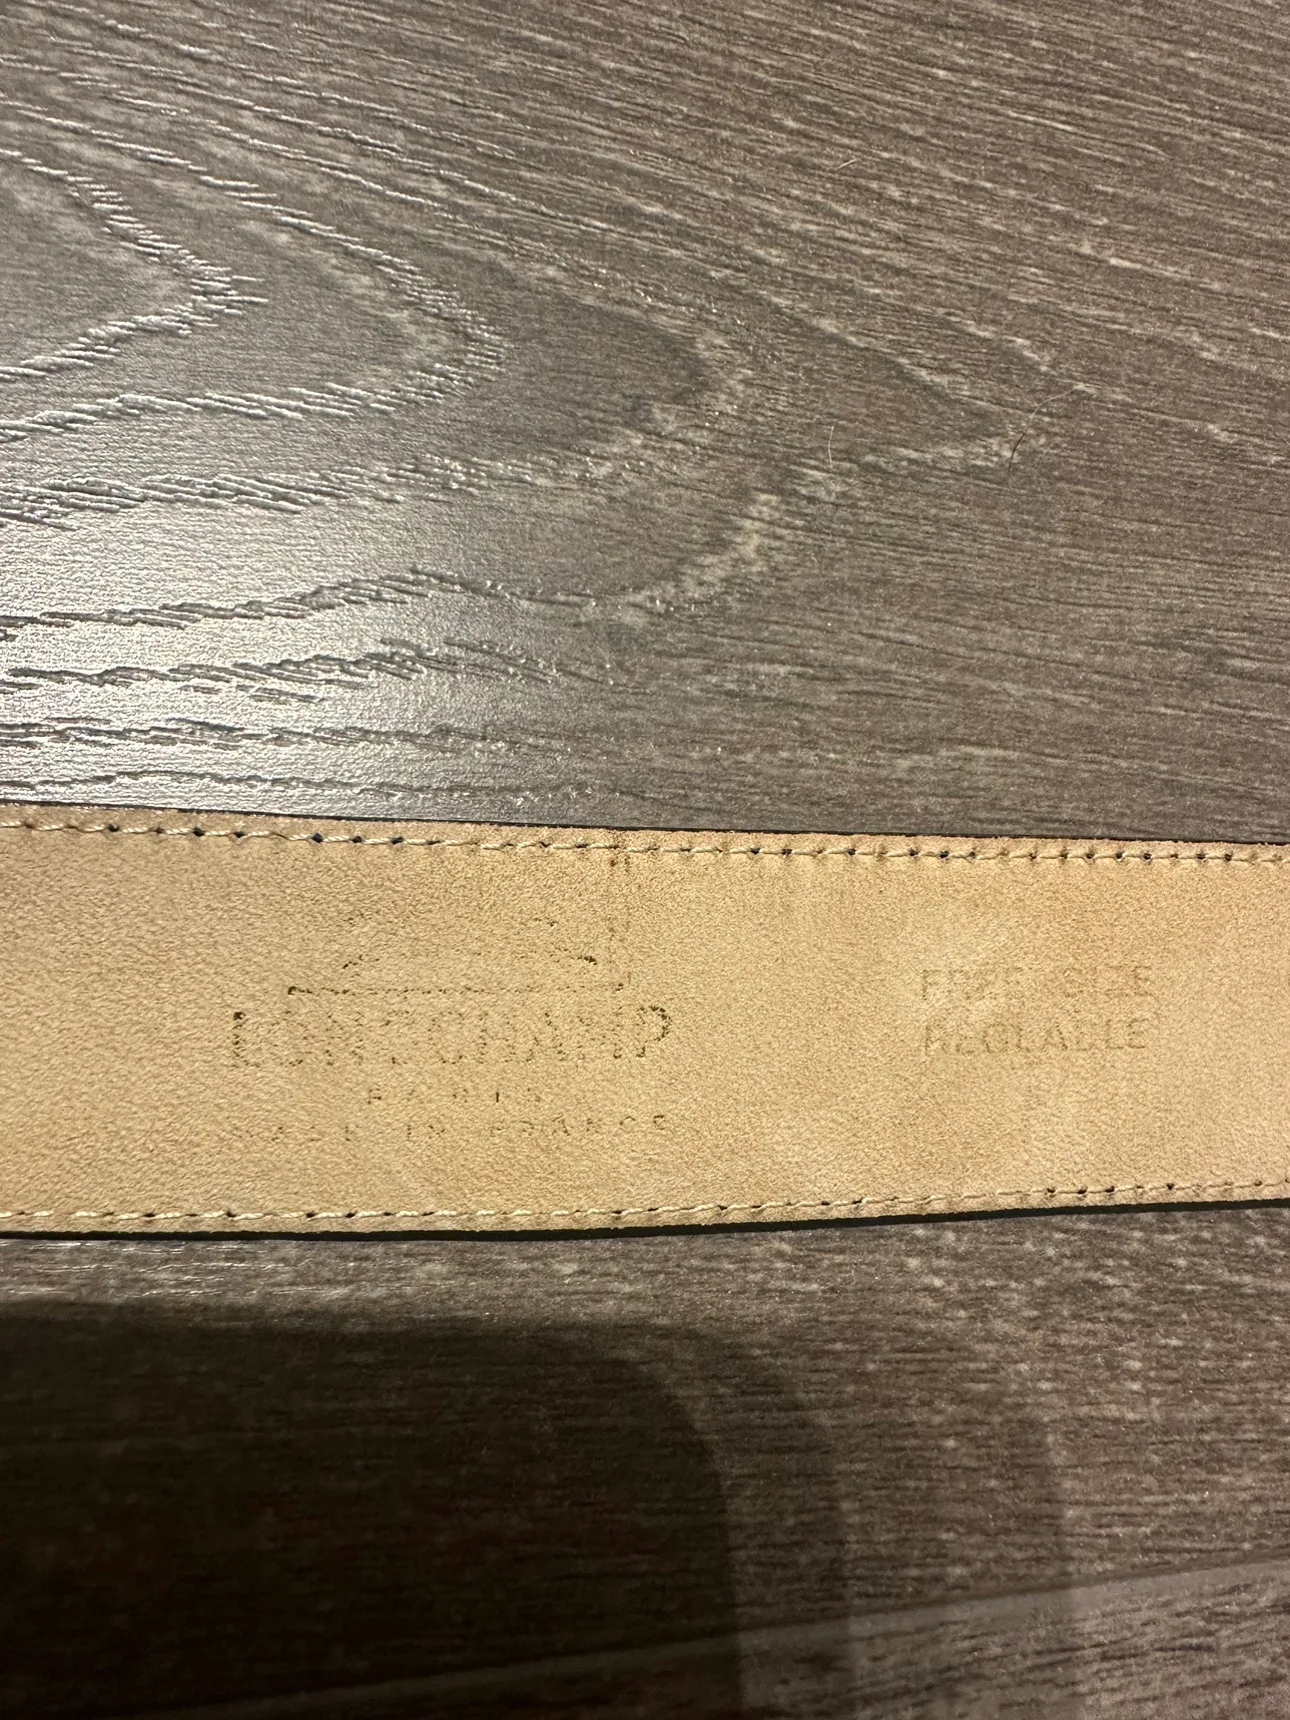 LONGCHAMP
PARIS
MADE IN FRANCE
FREE SIZE
REGLABLE